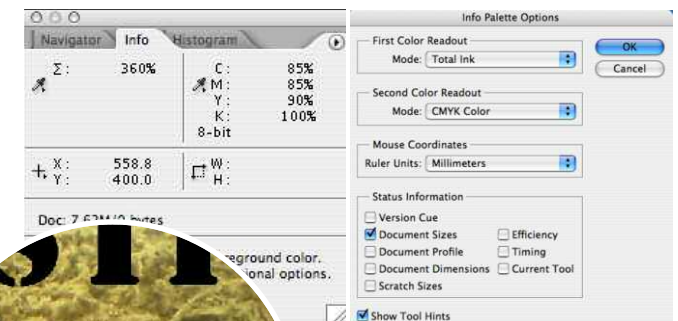 Navigator Info Histogram
Σ: 360%
C: 85%
M: 85%
Y: 90%
K: 100%
8-bit
X: 558.8
Y: 400.0
W:
H:
Doc: 7.62M/0 bytes
reground color.
ional options.
Info Palette Options
First Color Readout
Mode: Total Ink
OK
Cancel
Second Color Readout
Mode: CMYK Color
Mouse Coordinates
Ruler Units: Millimeters
Status Information
Version Cue
Document Sizes Efficiency
Document Profile Timing
Document Dimensions Current Tool
Scratch Sizes
Show Tool Hints